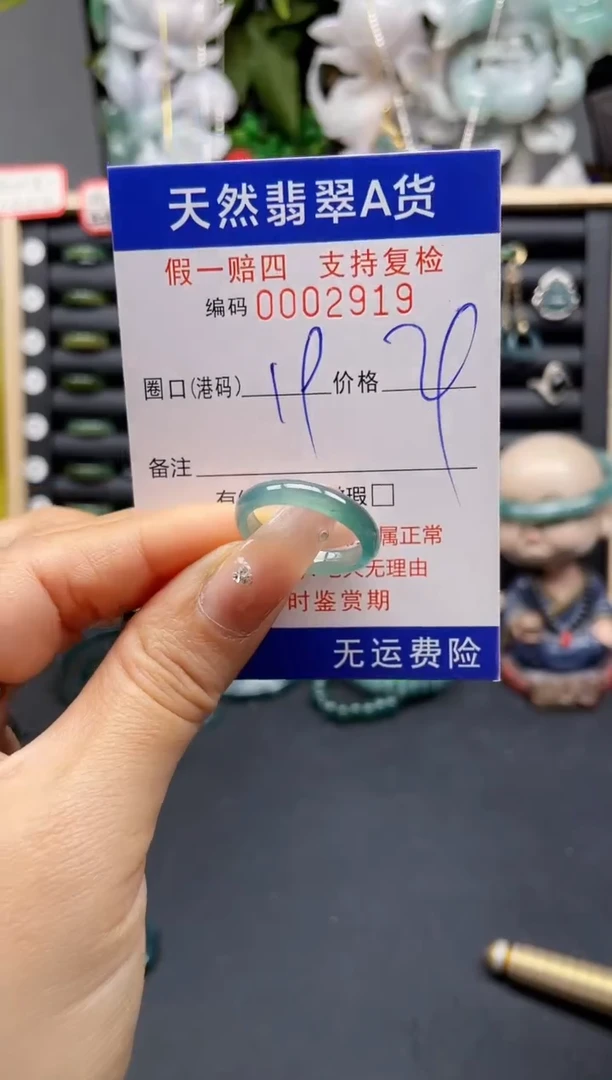 天然翡翠A货
假一赔四 支持复检
编码 0002919
圈口(港码) 价格
备注
有 瑕□
属正常
无理由
时鉴赏期
无运费险